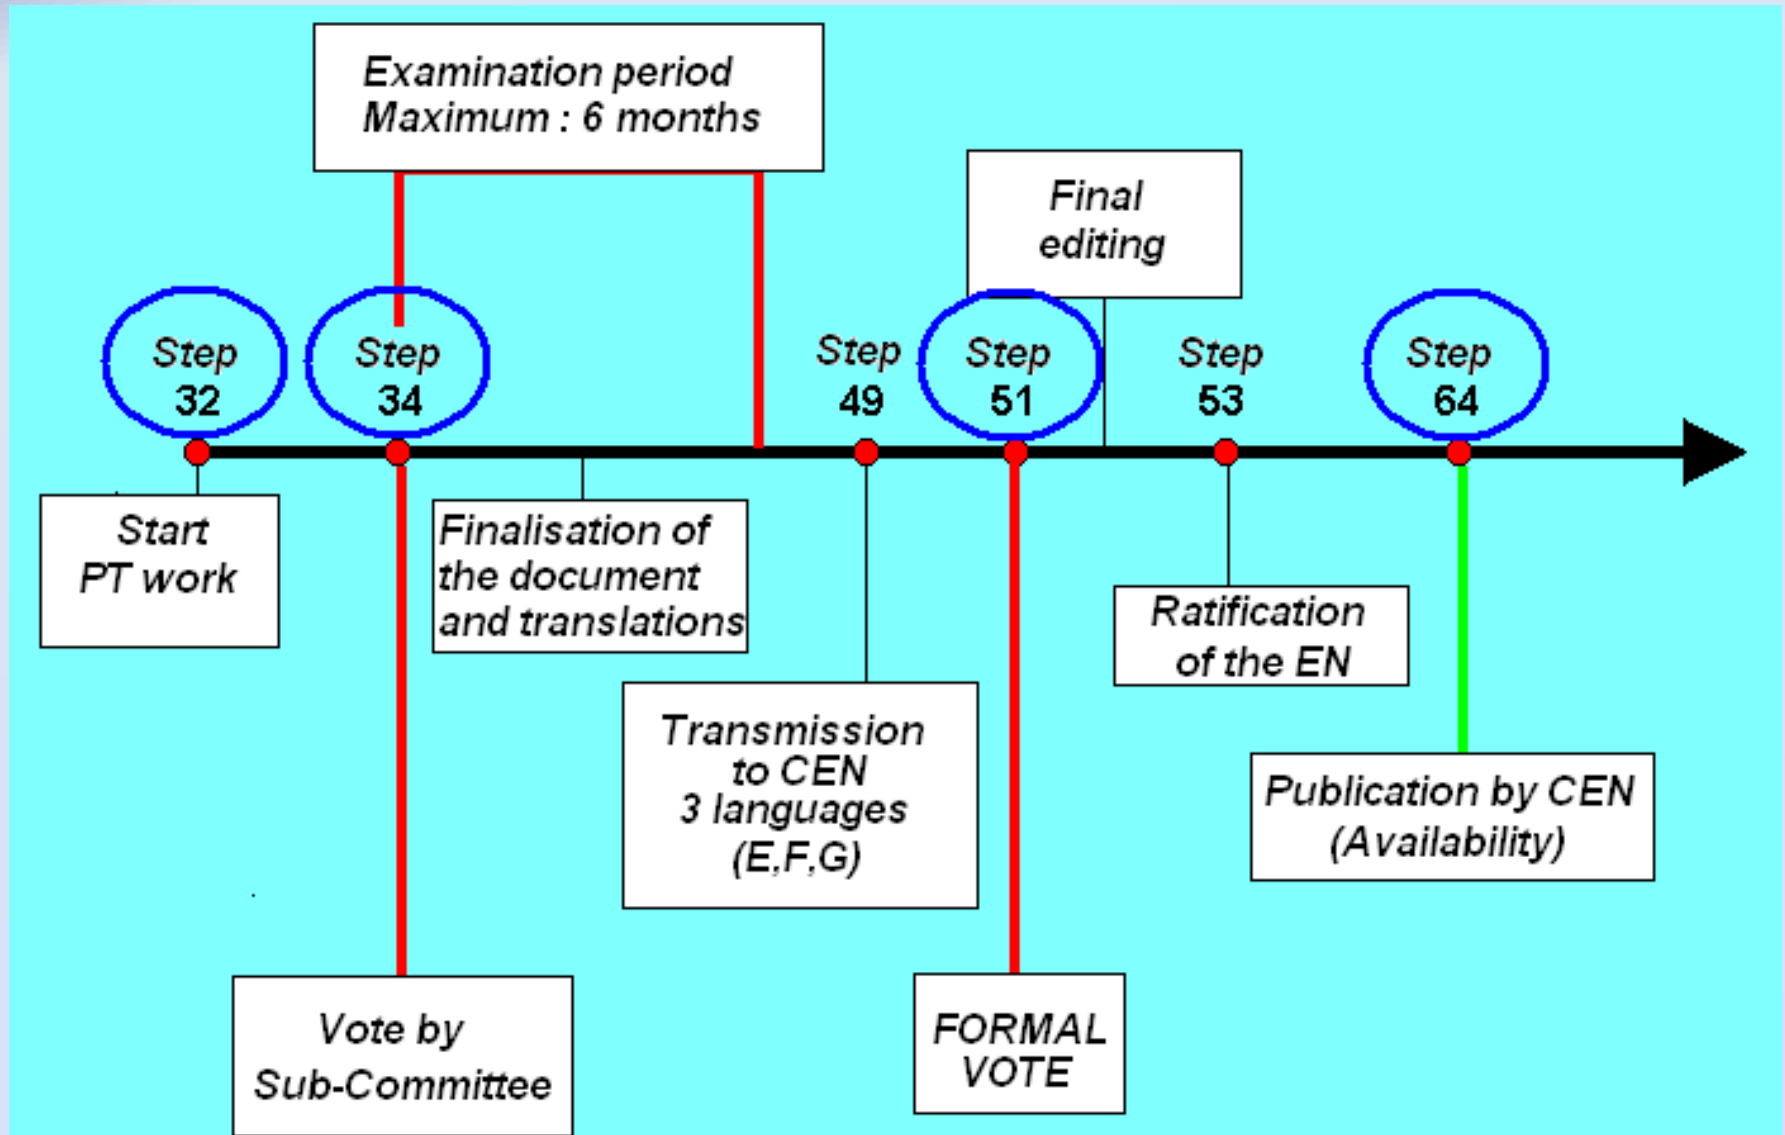 Examination period
Maximum : 6 months
Final
editing
Step
32
Step
34
Step
49
Step
51
Step
53
Step
64
Start
PT work
Finalisation of
the document
and translations
Ratification
of the EN
Transmission
to CEN
3 languages
(E,F,G)
Publication by CEN
(Availability)
Vote by
Sub-Committee
FORMAL
VOTE